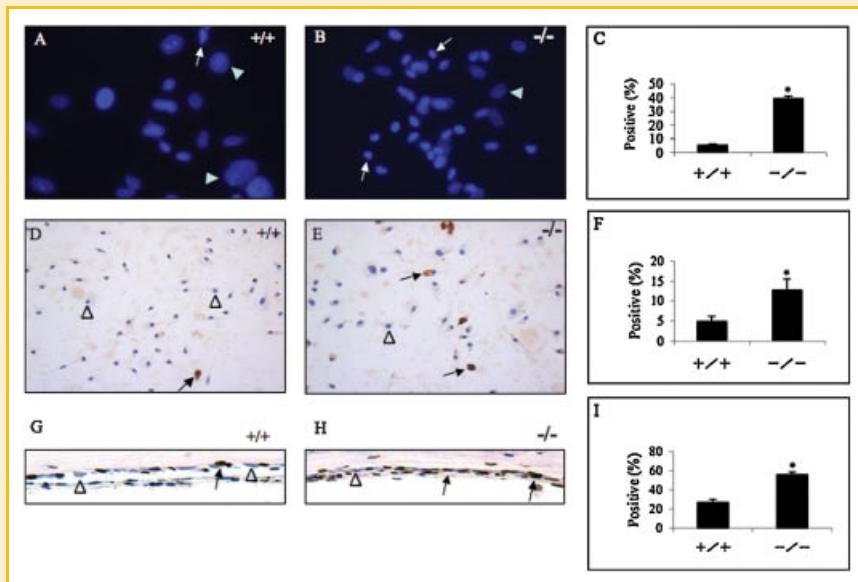 A +/+
B -/-
C
Positive (%)
50
40
30
20
10
0
+/+ -/-
*
D +/+
E -/-
F
Positive (%)
20
15
10
5
0
+/+ -/-
*
G +/+
H -/-
I
Positive (%)
80
60
40
20
0
+/+ -/-
*